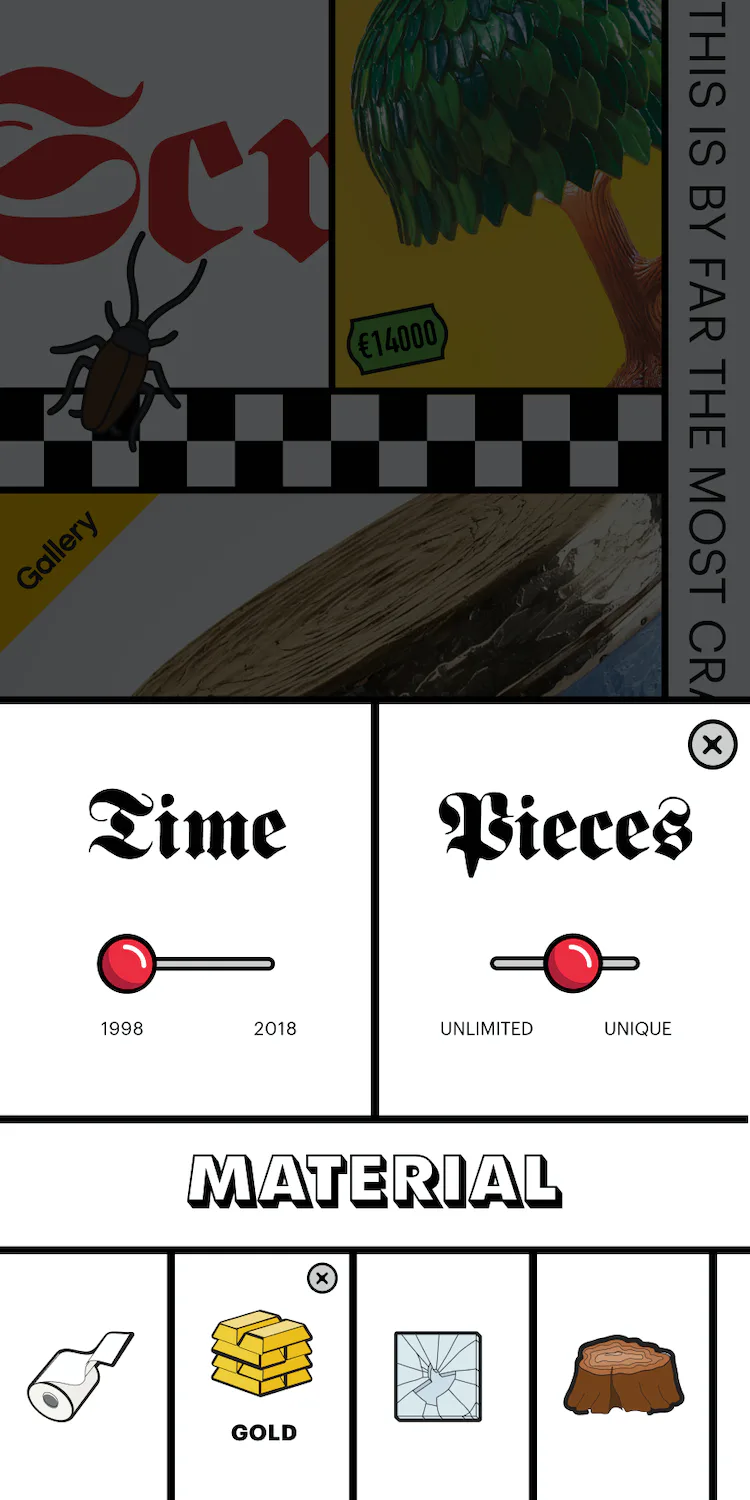 Scr
€14000
THIS IS BY FAR THE MOST CRA
Gallery
Time
Pieces
1998
2018
UNLIMITED
UNIQUE
MATERIAL
GOLD